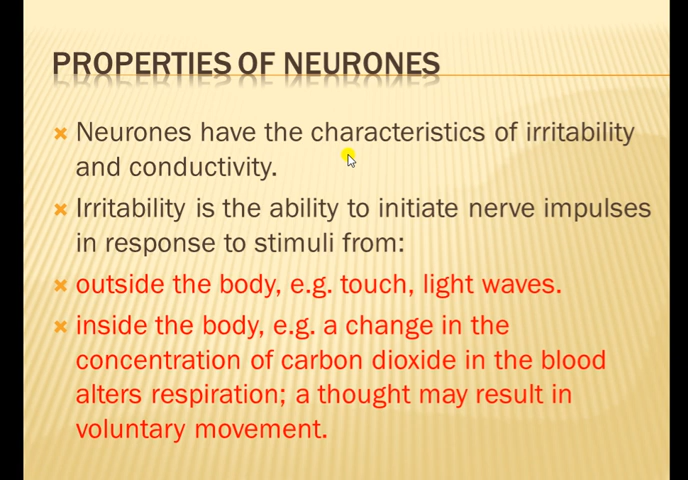 PROPERTIES OF NEURONES
Neurones have the characteristics of irritability
and conductivity.
Irritability is the ability to initiate nerve impulses
in response to stimuli from:
outside the body, e.g. touch, light waves.
inside the body, e.g. a change in the
concentration of carbon dioxide in the blood
alters respiration; a thought may result in
voluntary movement.